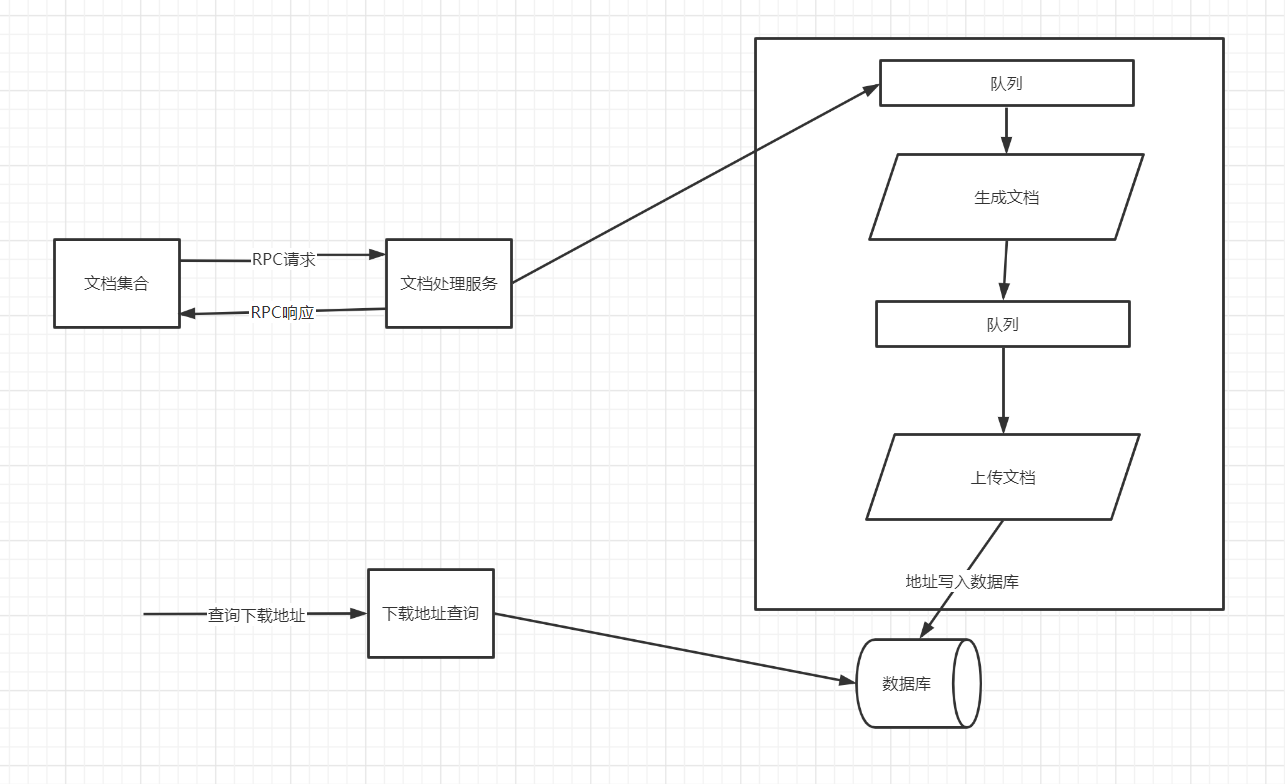 队列
生成文档
RPC请求
文档集合
文档处理服务
RPC响应
队列
上传文档
地址写入数据库
查询下载地址
下载地址查询
数据库